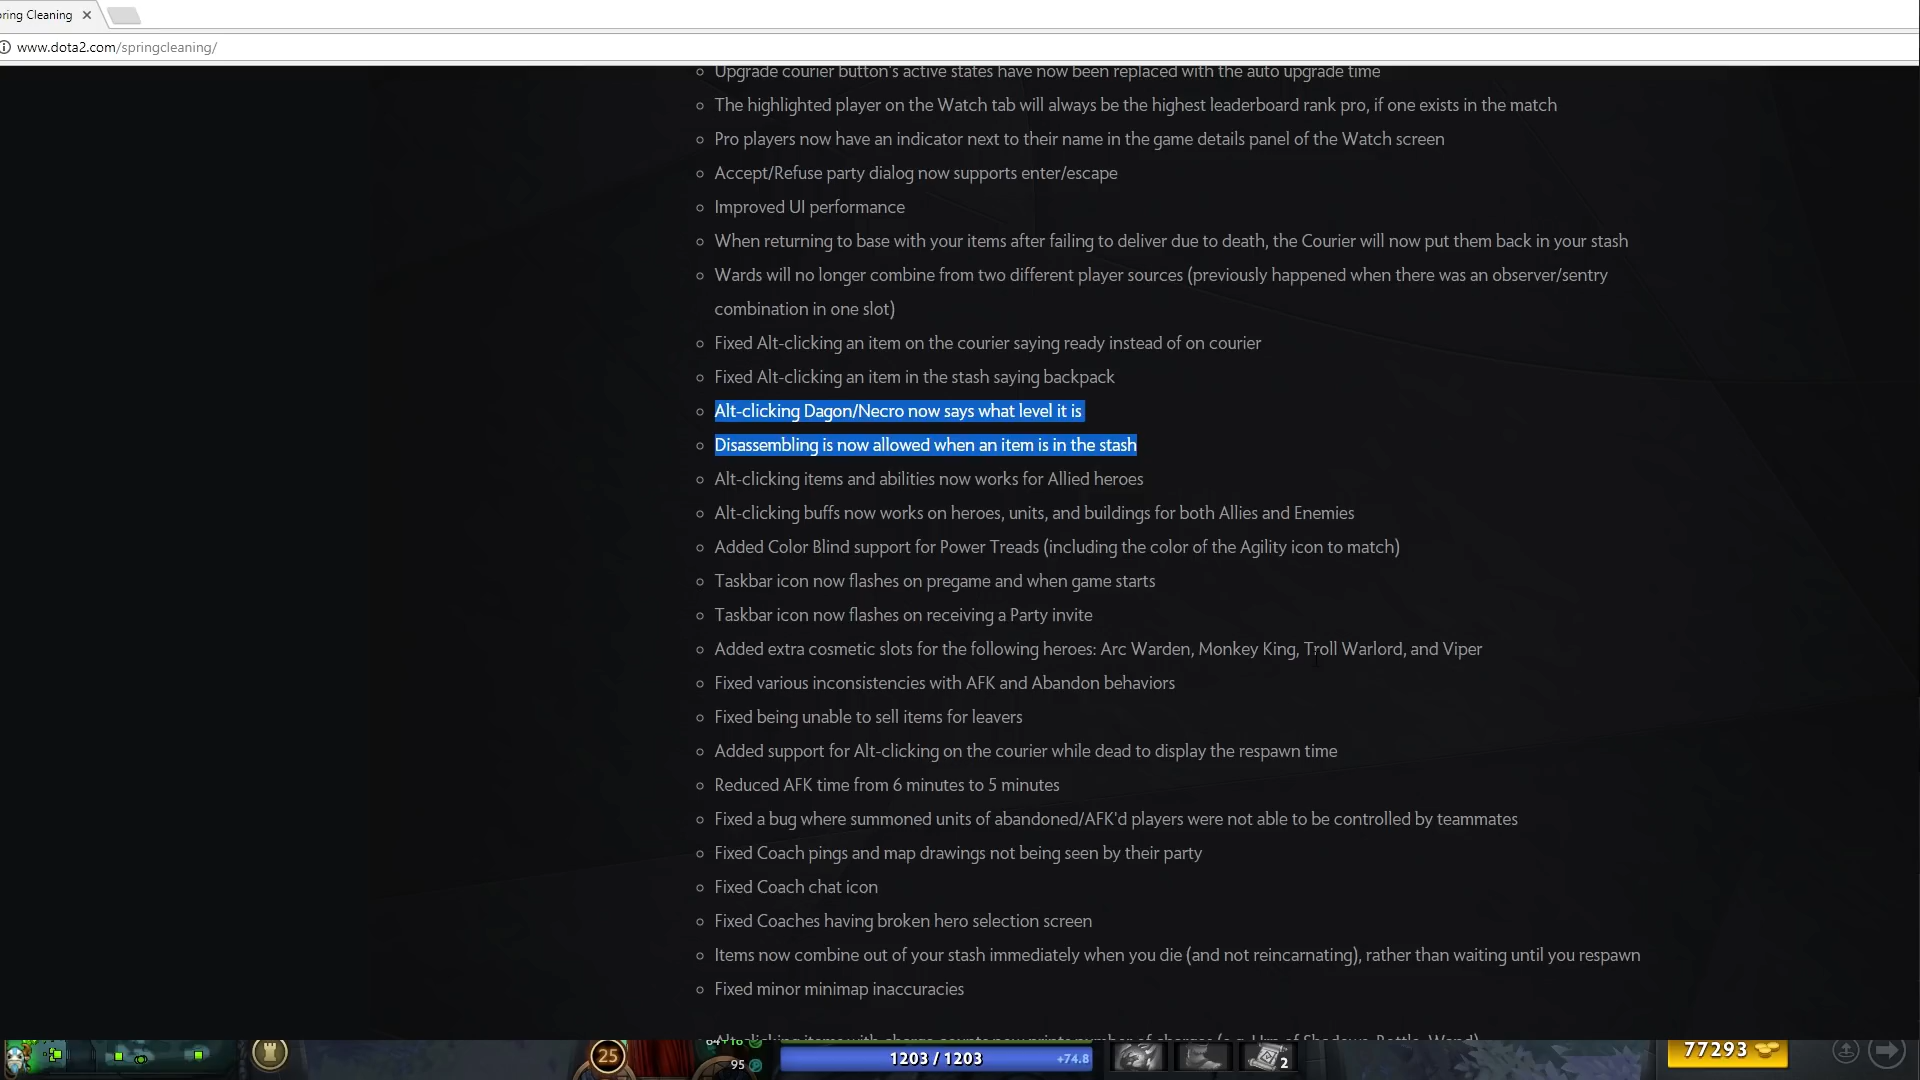 ring Cleaning
www.dota2.com/springcleaning/
Upgrade courier button's active states have now been replaced with the auto upgrade time
The highlighted player on the Watch tab will always be the highest leaderboard rank pro, if one exists in the match
Pro players now have an indicator next to their name in the game details panel of the Watch screen
Accept/Refuse party dialog now supports enter/escape
Improved UI performance
When returning to base with your items after failing to deliver due to death, the Courier will now put them back in your stash
Wards will no longer combine from two different player sources (previously happened when there was an observer/sentry
combination in one slot)
Fixed Alt-clicking an item on the courier saying ready instead of on courier
Fixed Alt-clicking an item in the stash saying backpack
Alt-clicking Dagon/Necro now says what level it is
Disassembling is now allowed when an item is in the stash
Alt-clicking items and abilities now works for Allied heroes
Alt-clicking buffs now works on heroes, units, and buildings for both Allies and Enemies
Added Color Blind support for Power Treads (including the color of the Agility icon to match)
Taskbar icon now flashes on pregame and when game starts
Taskbar icon now flashes on receiving a Party invite
Added extra cosmetic slots for the following heroes: Arc Warden, Monkey King, Troll Warlord, and Viper
Fixed various inconsistencies with AFK and Abandon behaviors
Fixed being unable to sell items for leavers
Added support for Alt-clicking on the courier while dead to display the respawn time
Reduced AFK time from 6 minutes to 5 minutes
Fixed a bug where summoned units of abandoned/AFK'd players were not able to be controlled by teammates
Fixed Coach pings and map drawings not being seen by their party
Fixed Coach chat icon
Fixed Coaches having broken hero selection screen
Items now combine out of your stash immediately when you die (and not reincarnating), rather than waiting until you respawn
Fixed minor minimap inaccuracies
Alt-clicking items with charge counts now prints number of charges (e.g. Urn of Shadows, Bottle, Ward)
25
95
1203 / 1203
+74.8
2
77293